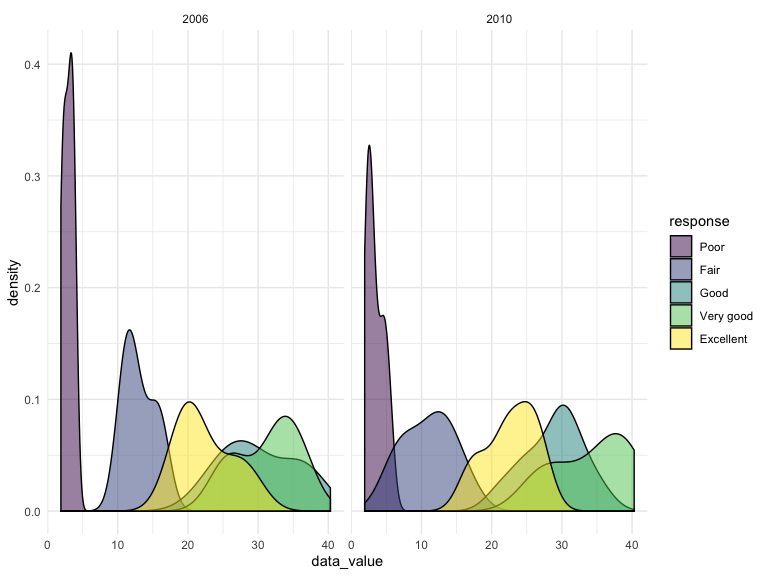 2006
2010
0.4
0.3
0.2
0.1
0.0
density
0 10 20 30 40
0 10 20 30 40
data_value
response
Poor
Fair
Good
Very good
Excellent